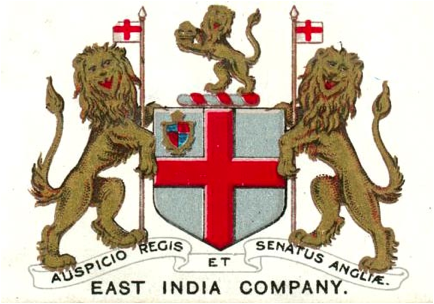 AUSPICIO REGIS ET SENATUS ANGLIÆ.
EAST INDIA COMPANY.